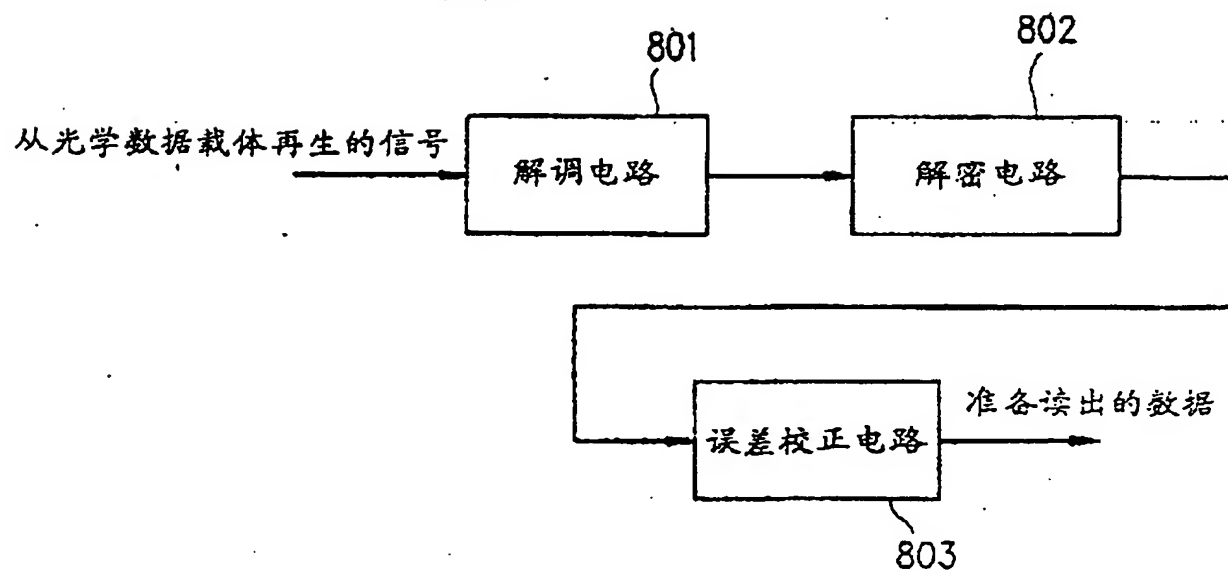 801
802
从光学数据载体再生的信号
解调电路
解密电路
准备读出的数据
误差校正电路
803